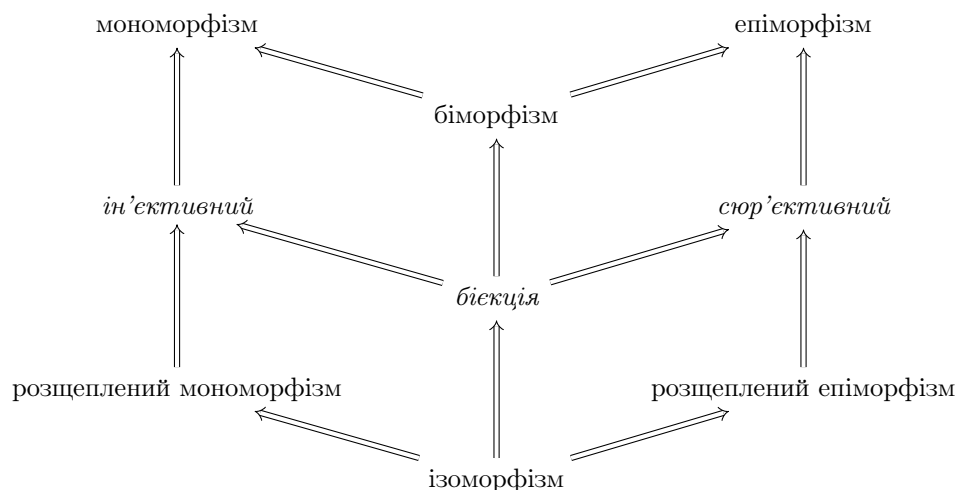 мономорфізм епіморфізм
біморфізм
ін'єктивний сюр'єктивний
бієкція
розщеплений мономорфізм розщеплений епіморфізм
ізоморфізм